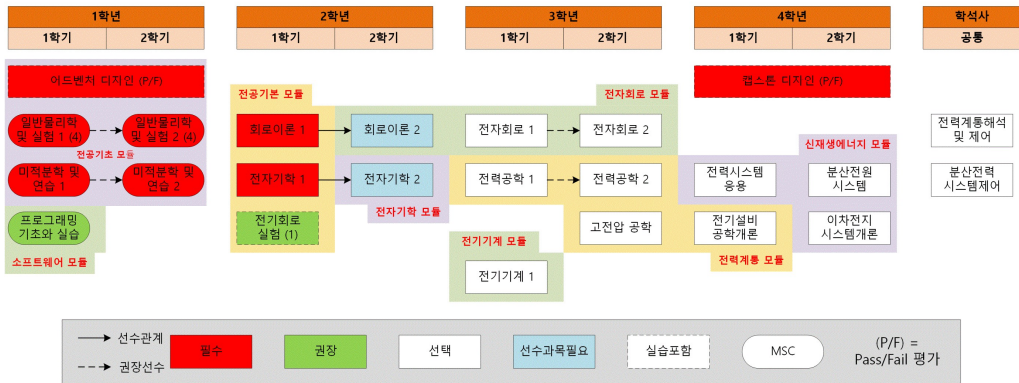 1학년
2학년
3학년
4학년
학석사
1학기
2학기
1학기
2학기
1학기
2학기
1학기
2학기
공통
어드벤처 디자인 (P/F)
캡스톤 디자인 (P/F)
전공기본 모듈
전자회로 모듈
일반물리학
및 실험 1 (4)
일반물리학
및 실험 2 (4)
회로이론 1
회로이론 2
전자회로 1
전자회로 2
전력계통해석
및 제어
전공기초 모듈
신재생에너지 모듈
미적분학 및
연습 1
미적분학 및
연습 2
전자기학 1
전자기학 2
전력공학 1
전력공학 2
전력시스템
응용
분산전원
시스템
분산전력
시스템제어
전자기학 모듈
프로그래밍
기초와 실습
전기회로
실험 (1)
고전압 공학
전기설비
공학개론
이차전지
시스템개론
전기기계 모듈
소프트웨어 모듈
전력계통 모듈
전기기계 1
선수관계
권장선수
필수
권장
선택
선수과목필요
실습포함
MSC
(P/F) =
Pass/Fail 평가